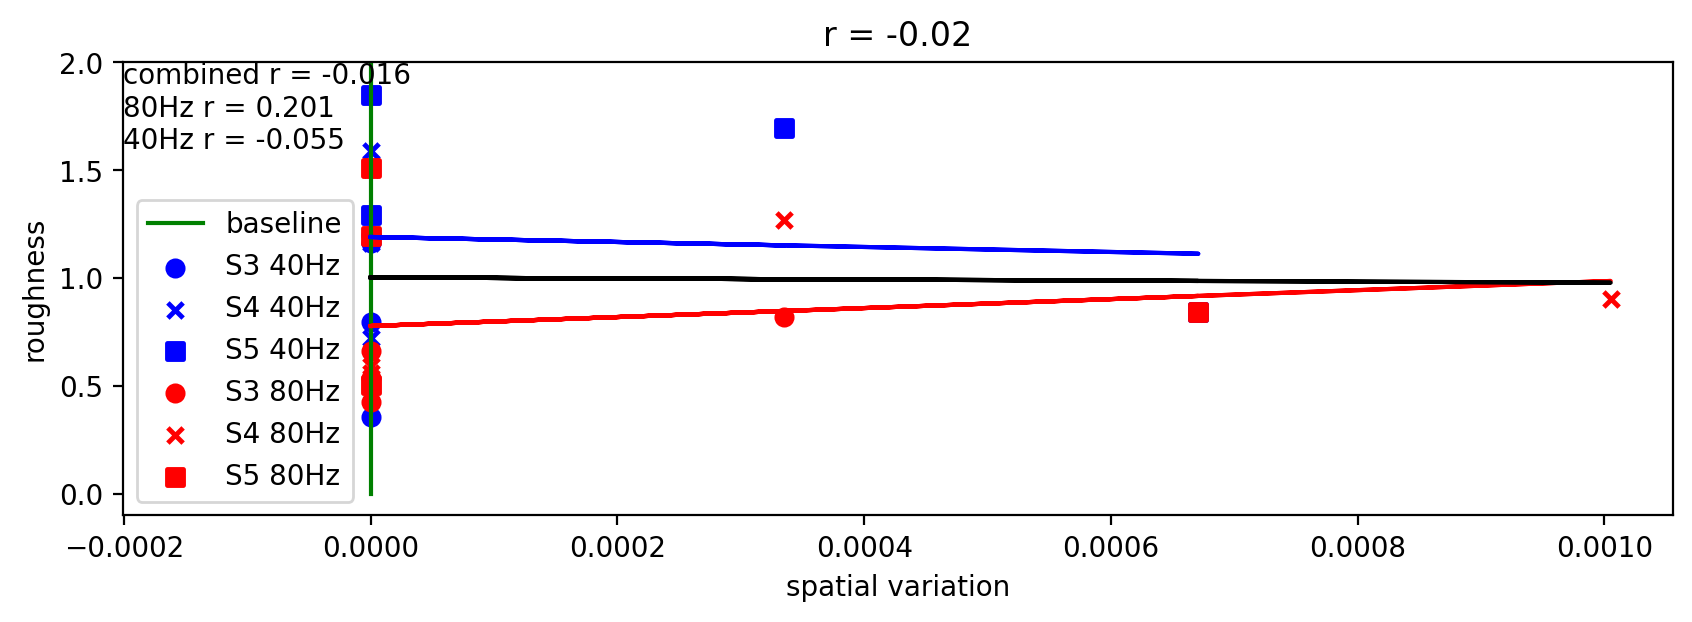 r = -0.02
combined r = -0.016
80Hz r = 0.201
40Hz r = -0.055
baseline
S3 40Hz
S4 40Hz
S5 40Hz
S3 80Hz
S4 80Hz
S5 80Hz
roughness
2.0
1.5
1.0
0.5
0.0
−0.0002 0.0000 0.0002 0.0004 0.0006 0.0008 0.0010
spatial variation